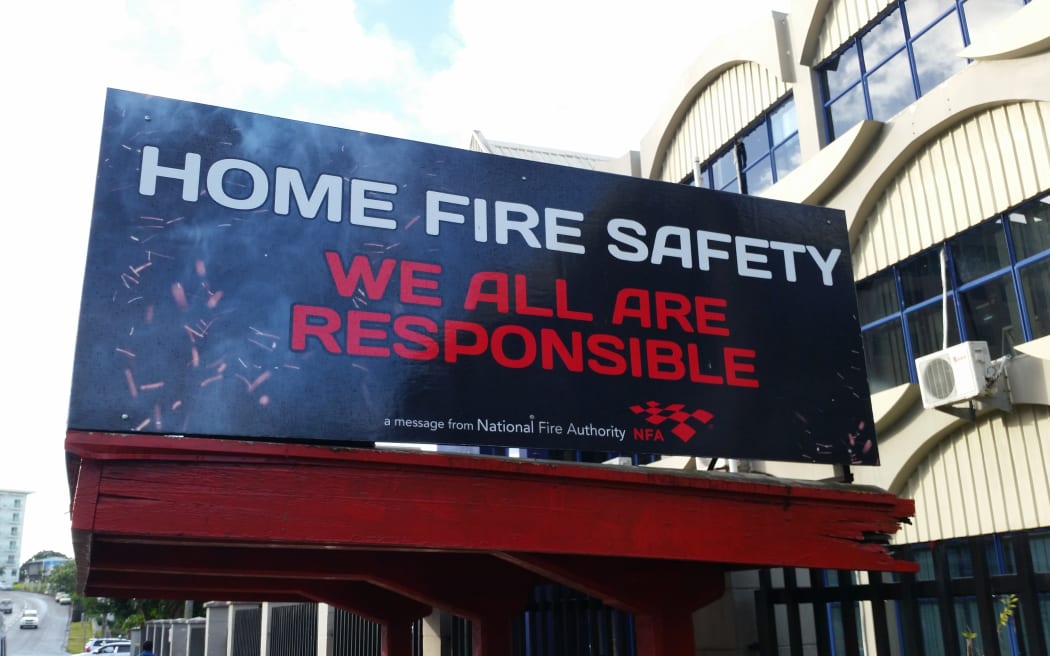 HOME FIRE SAFETY
WE ALL ARE
RESPONSIBLE
a message from National Fire Authority NFA